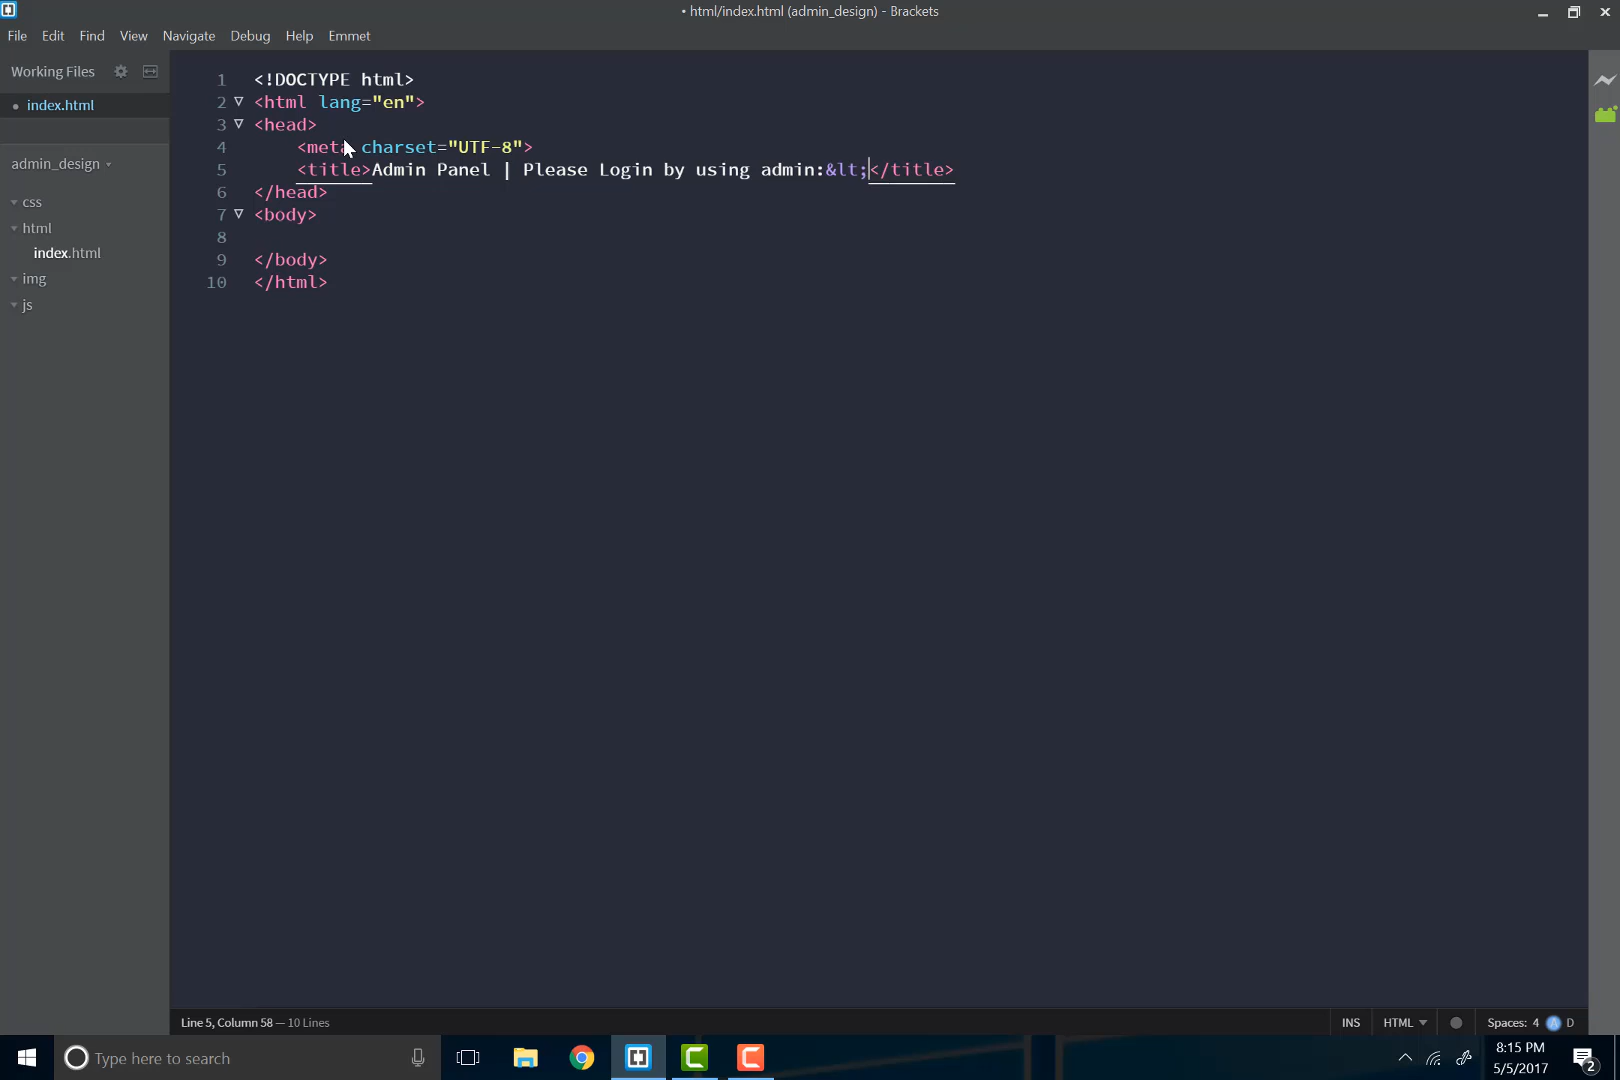 • html/index.html (admin_design) - Brackets
File Edit Find View Navigate Debug Help Emmet
Working Files
• index.html
admin_design
css
html
index.html
img
js
1 <!DOCTYPE html>
2 <html lang="en">
3 <head>
4 <meta charset="UTF-8">
5 <title>Admin Panel | Please Login by using admin:&lt;</title>
6 </head>
7 <body>
8
9 </body>
10 </html>
Line 5, Column 58 — 10 Lines
INS HTML Spaces: 4 A D
Type here to search
8:15 PM
5/5/2017
2